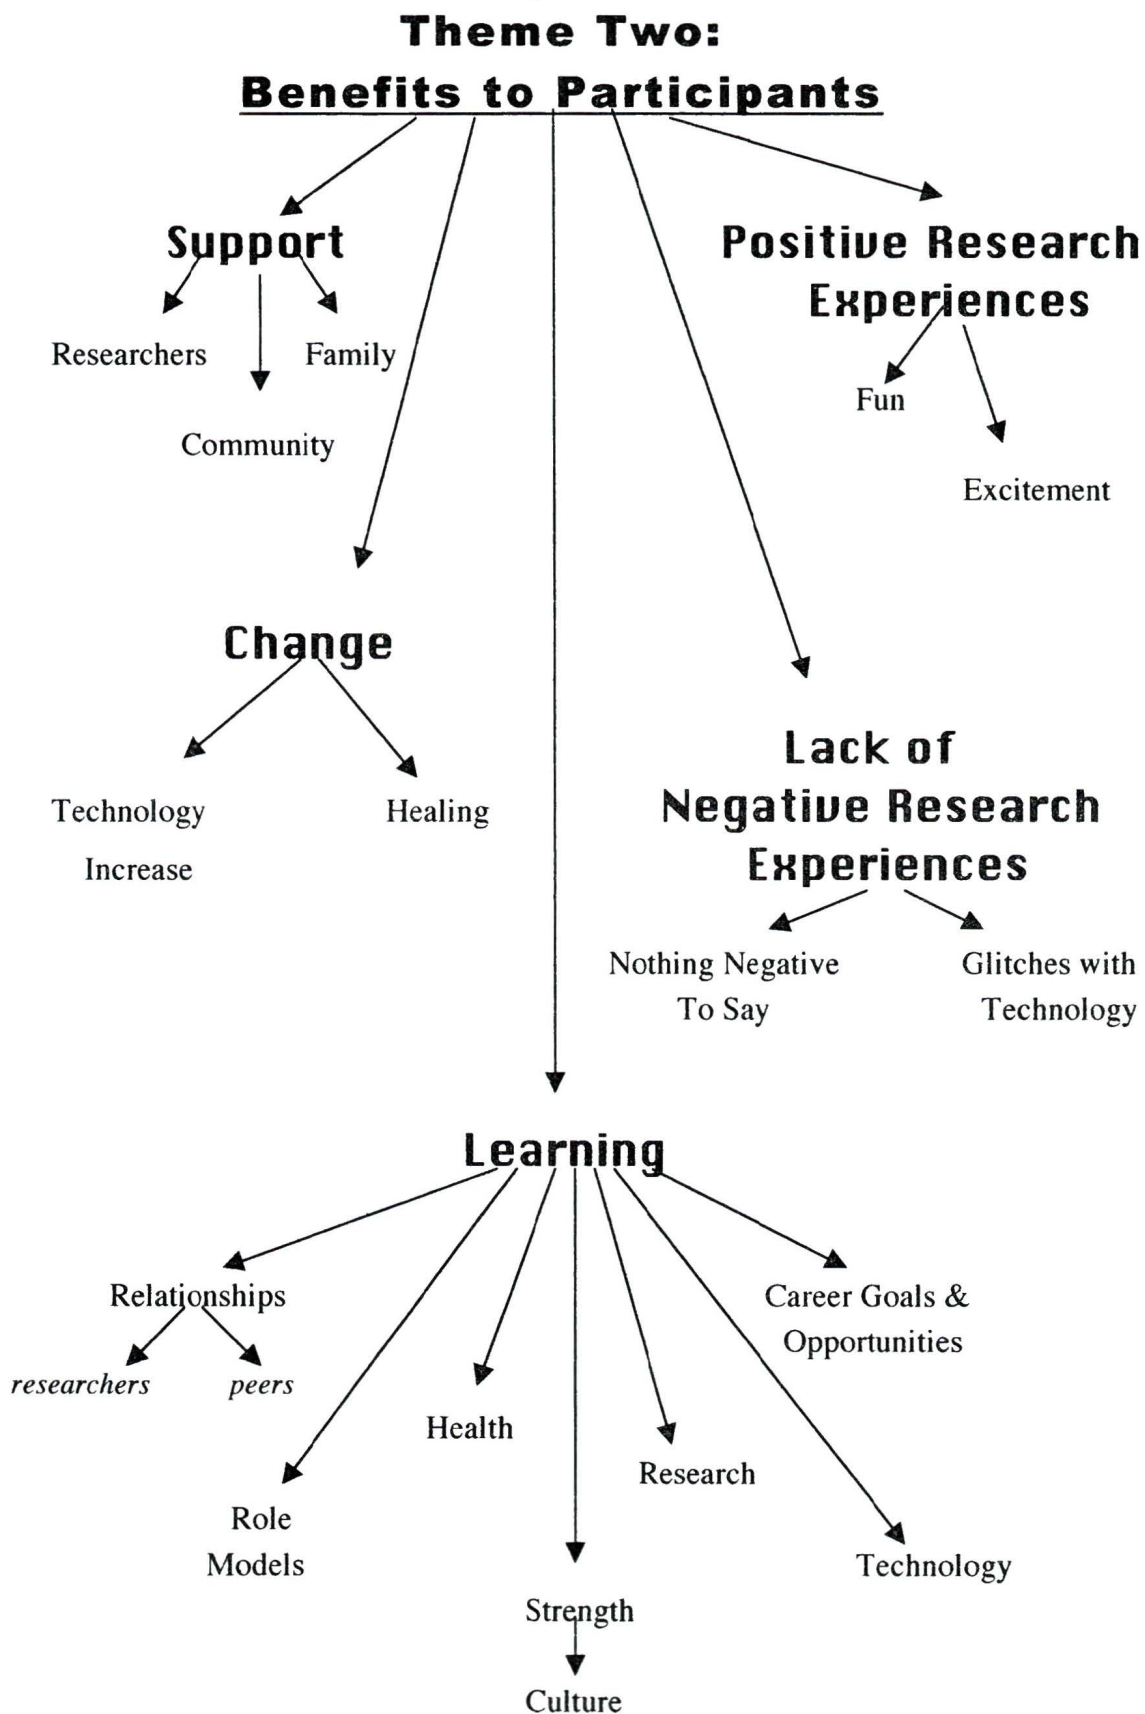 Theme Two:
Benefits to Participants
Support
Researchers
Family
Community
Positive Research
Experiences
Fun
Excitement
Change
Technology
Increase
Healing
Lack of
Negative Research
Experiences
Nothing Negative
To Say
Glitches with
Technology
Learning
Relationships
researchers
peers
Role
Models
Health
Strength
Culture
Research
Technology
Career Goals &
Opportunities